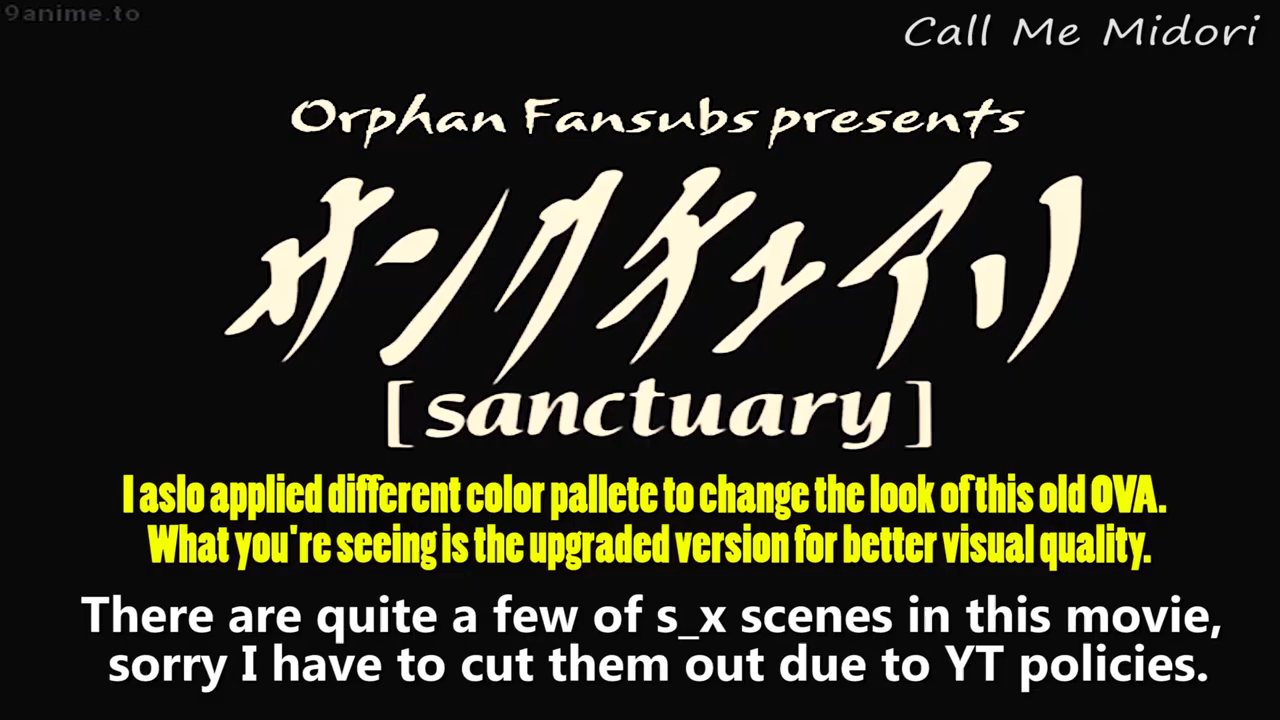 9anime.to
Call Me Midori
Orphan Fansubs presents
サンクチュアリ
[sanctuary]
I aslo applied different color pallete to change the look of this old OVA.
What you're seeing is the upgraded version for better visual quality.
There are quite a few of s_x scenes in this movie,
sorry I have to cut them out due to YT policies.